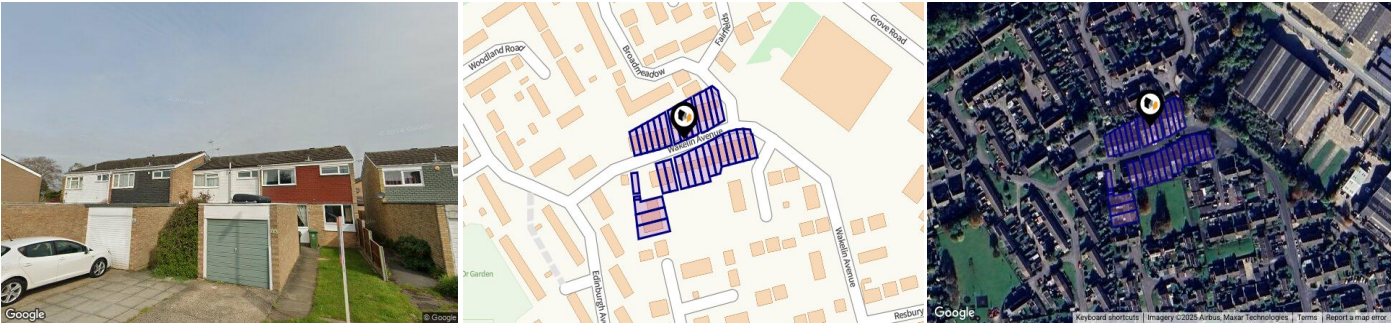 Google
© Google
Woodland Road
Broadmeadow
Fairfields
Grove Road
Wakelin Avenue
Wakelin Avenue
Edinburgh Av
or Garden
Resbury
Google
Keyboard shortcuts
Imagery ©2025 Airbus, Maxar Technologies
Terms
Report a map error